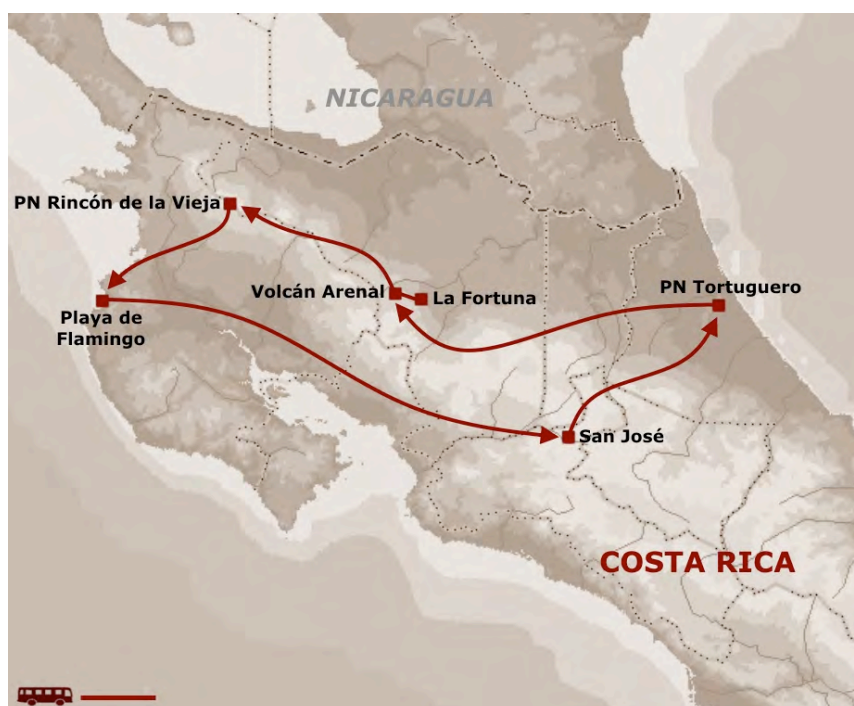 NICARAGUA
PN Rincón de la Vieja
Volcán Arenal
La Fortuna
PN Tortuguero
Playa de
Flamingo
San José
COSTA RICA